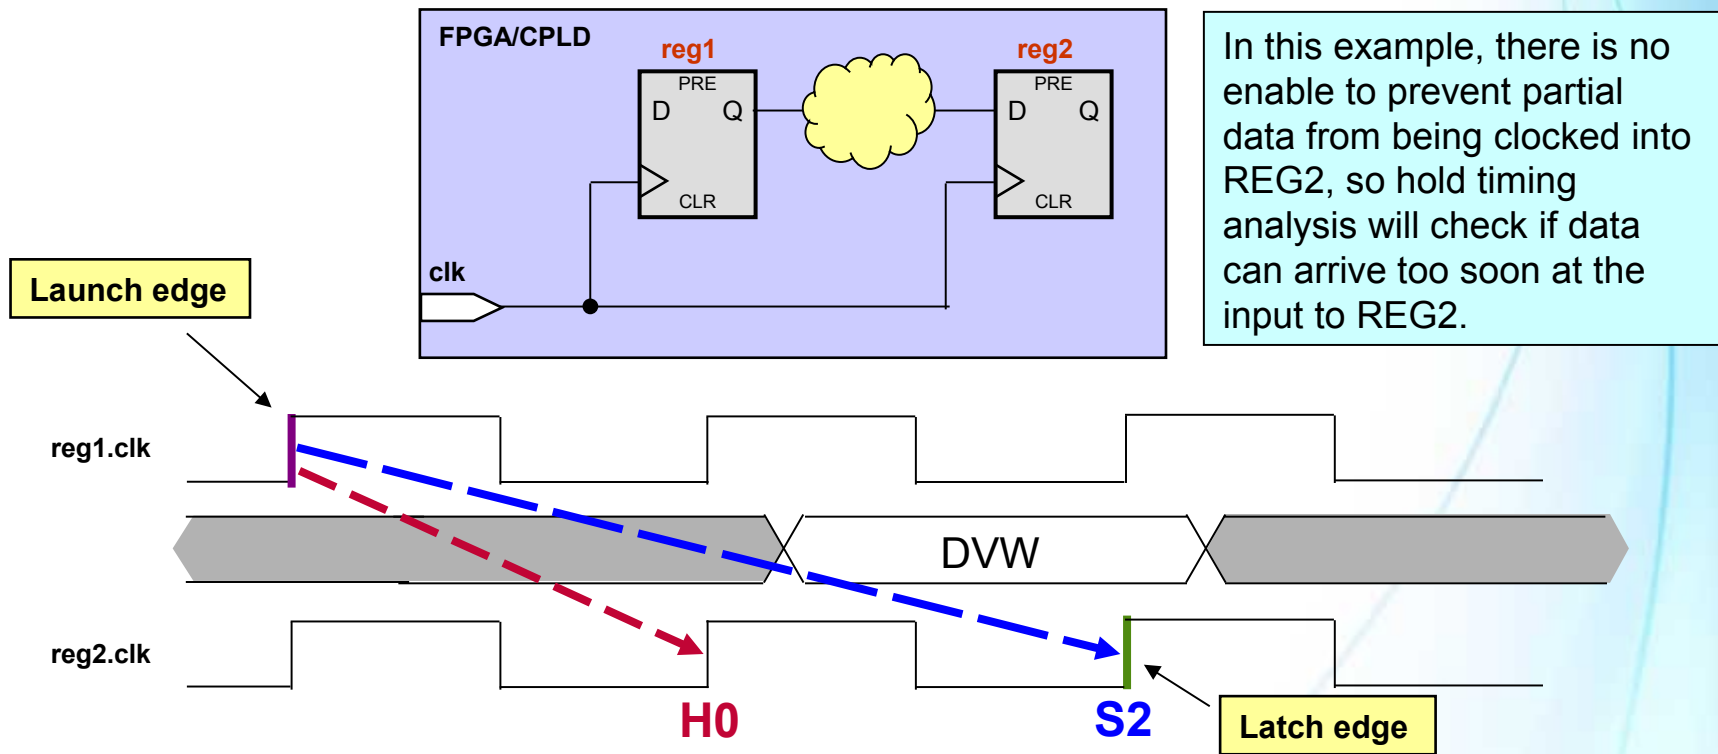 FPGA/CPLD
reg1
reg2
PRE
D Q
CLR
PRE
D Q
CLR
clk
In this example, there is no
enable to prevent partial
data from being clocked into
REG2, so hold timing
analysis will check if data
can arrive too soon at the
input to REG2.
Launch edge
reg1.clk
DVW
reg2.clk
H0
S2
Latch edge